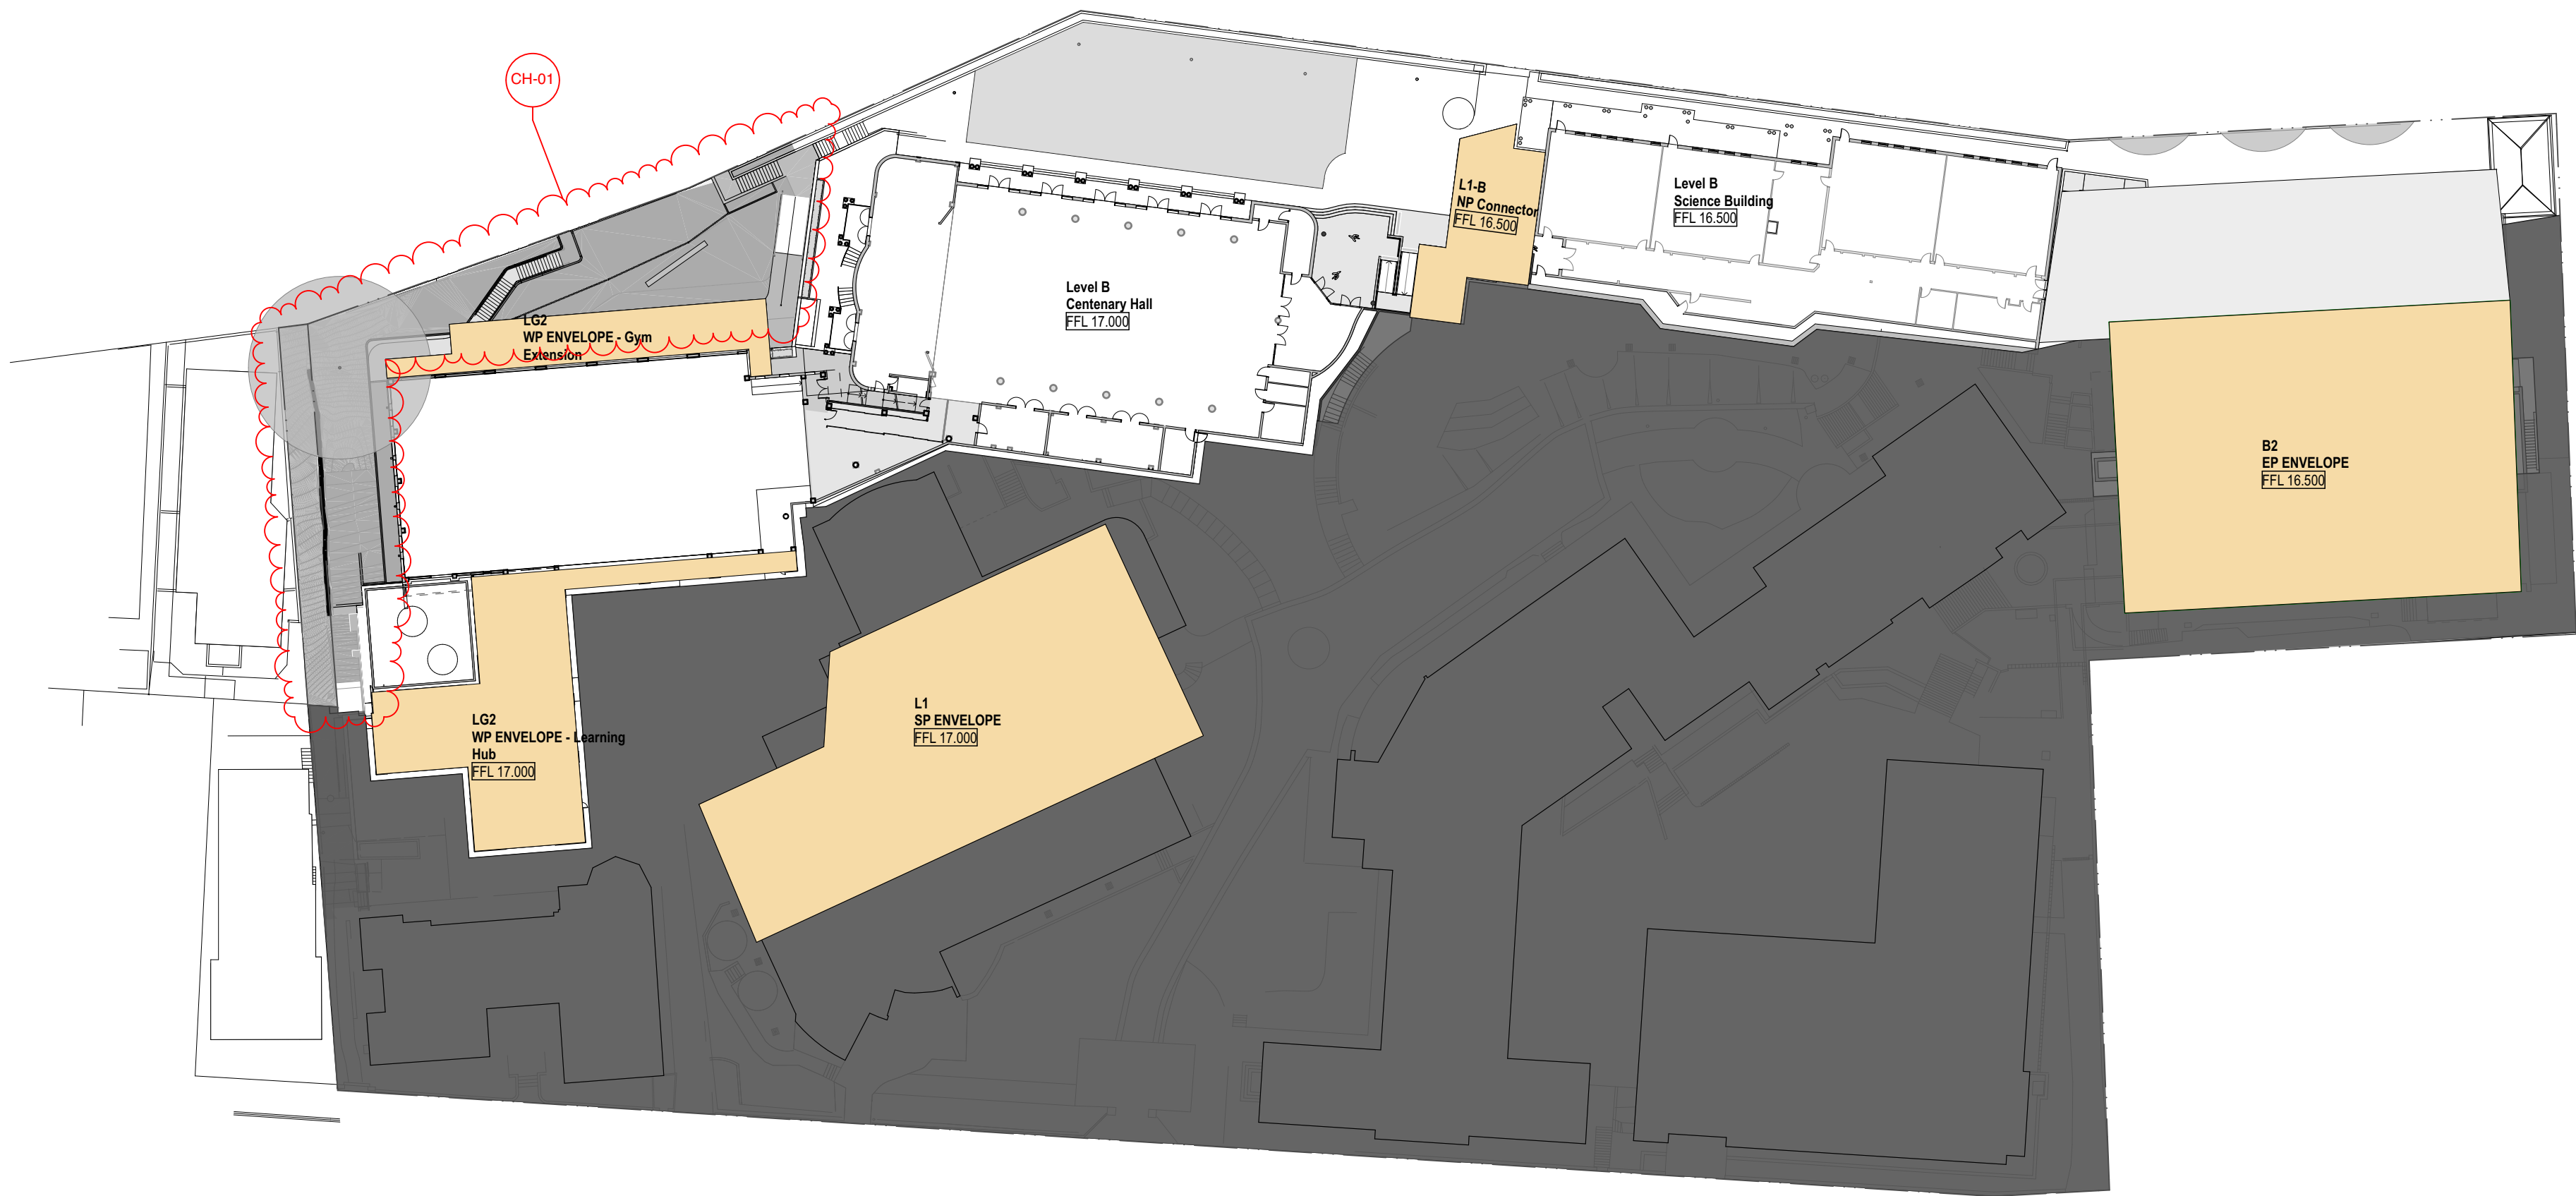 CH-01
Level B
Science Building
FFL 16.500
L1-B
NP Connector
FFL 16.500
Level B
Centenary Hall
FFL 17.000
LG2
WP ENVELOPE - Gym
Extension
B2
EP ENVELOPE
FFL 16.500
L1
SP ENVELOPE
FFL 17.000
LG2
WP ENVELOPE - Learning
Hub
FFL 17.000